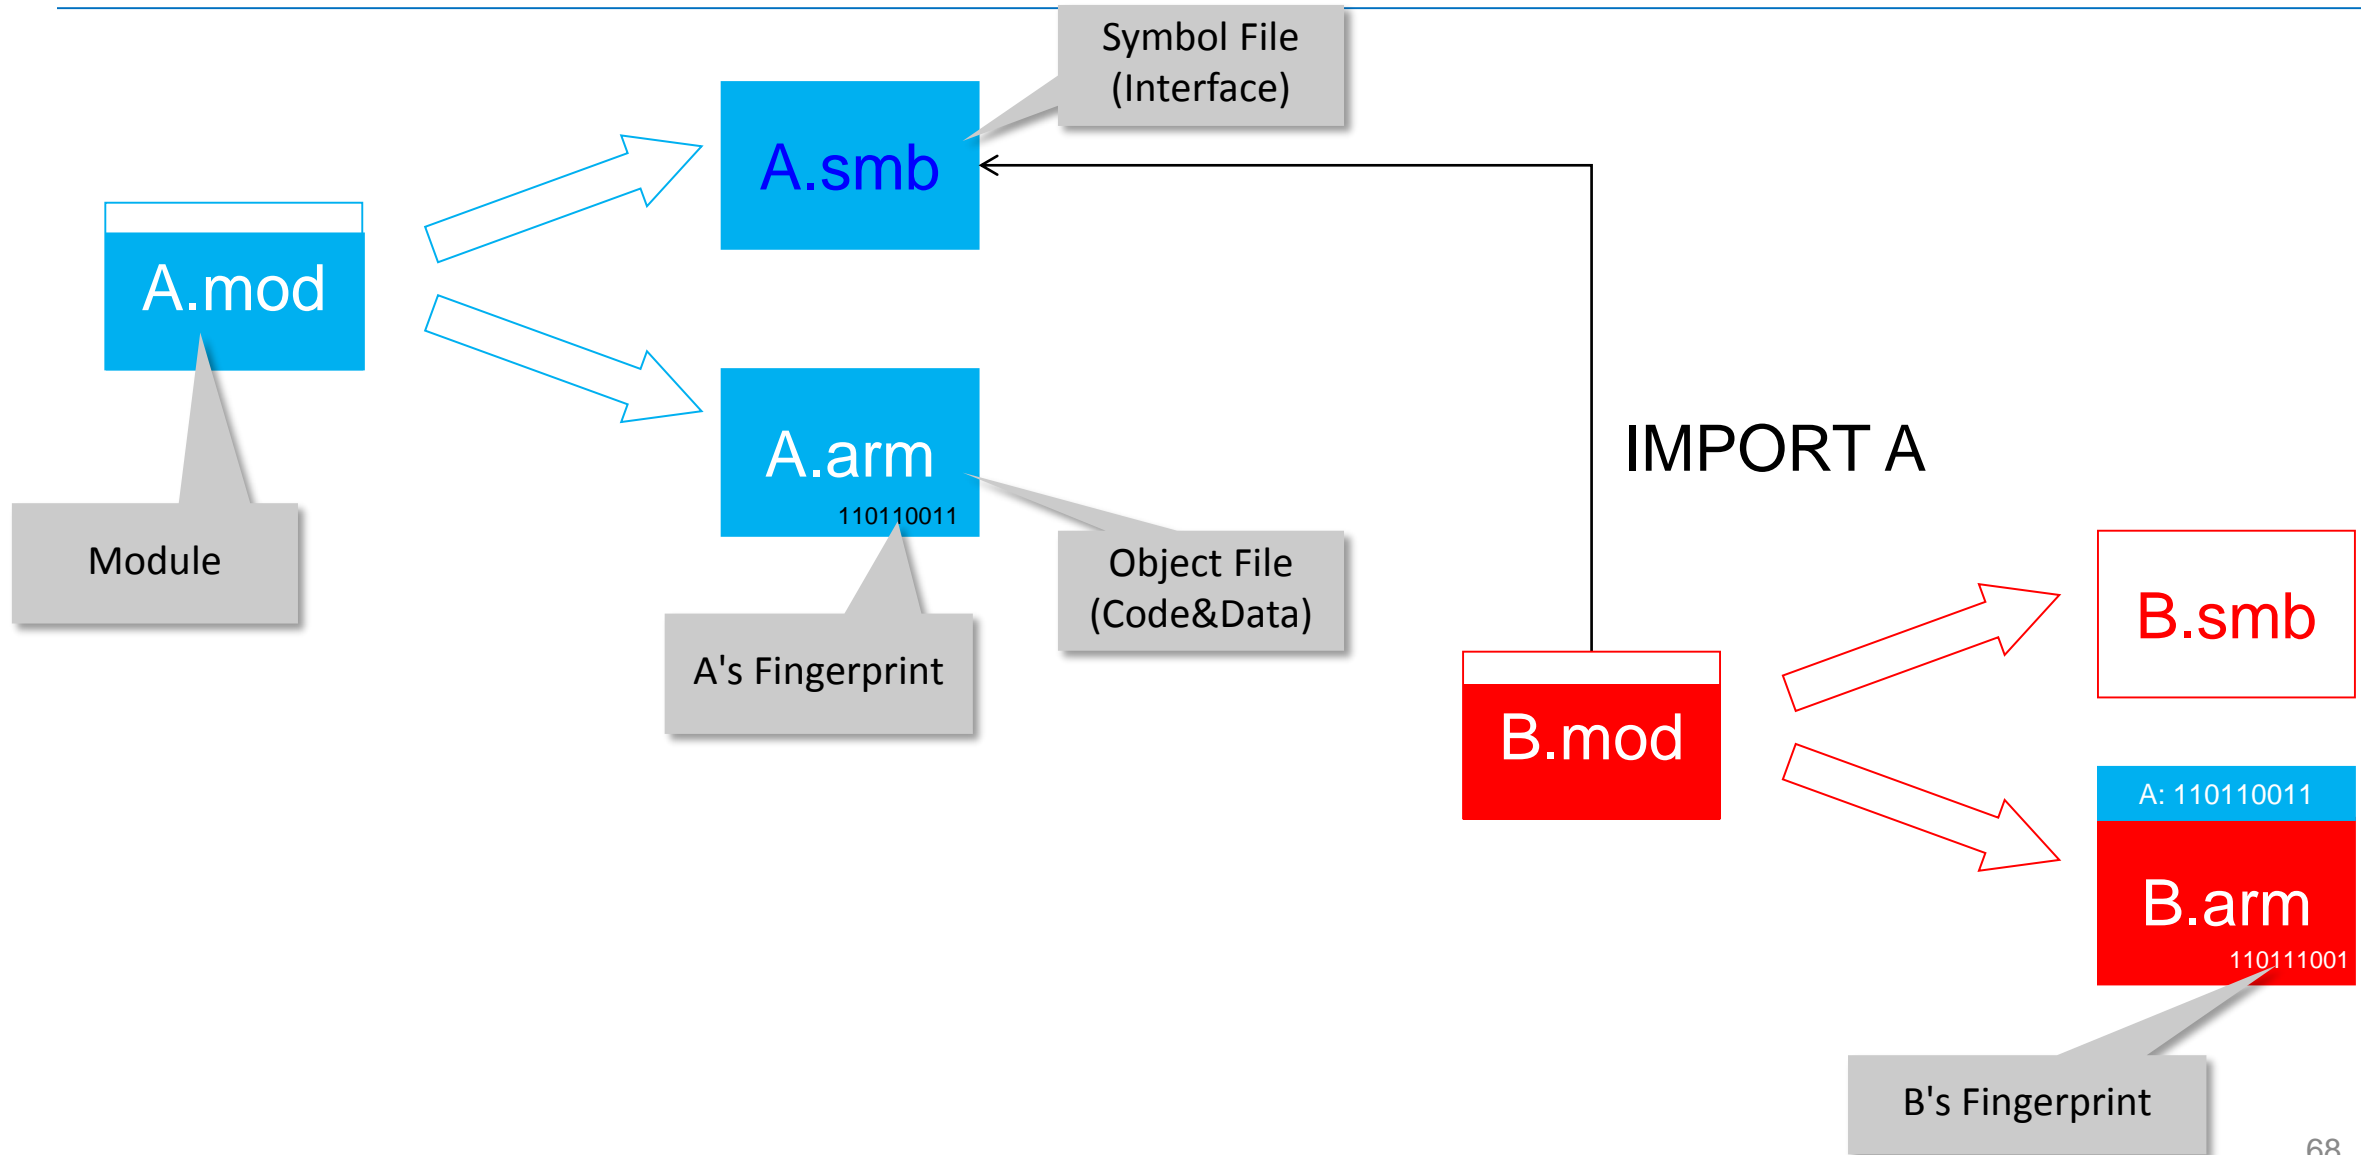 Symbol File
(Interface)
A.smb
A.mod
A.arm
110110011
Module
Object File
(Code&Data)
A's Fingerprint
IMPORT A
B.smb
B.mod
A: 110110011
B.arm
110111001
B's Fingerprint
68